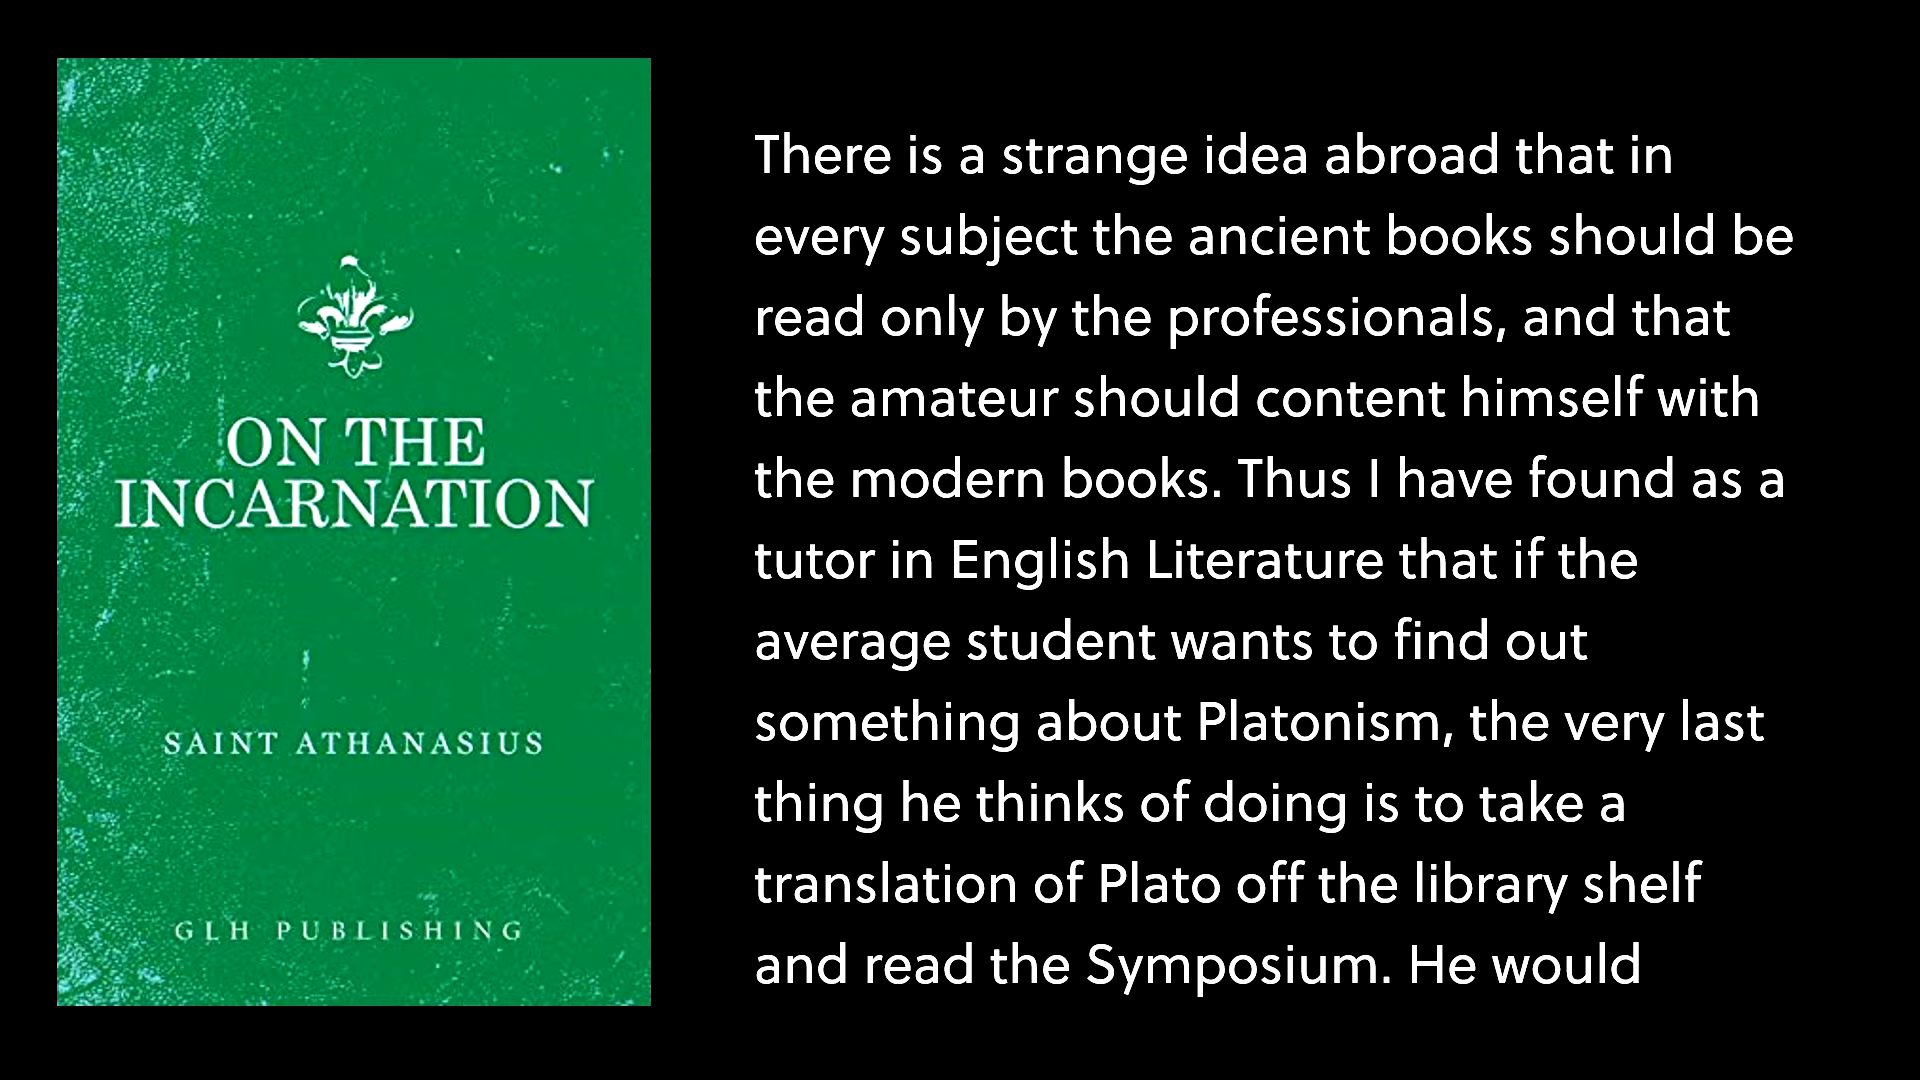 ON THE
INCARNATION
SAINT ATHANASIUS
GLH PUBLISHING
There is a strange idea abroad that in
every subject the ancient books should be
read only by the professionals, and that
the amateur should content himself with
the modern books. Thus I have found as a
tutor in English Literature that if the
average student wants to find out
something about Platonism, the very last
thing he thinks of doing is to take a
translation of Plato off the library shelf
and read the Symposium. He would